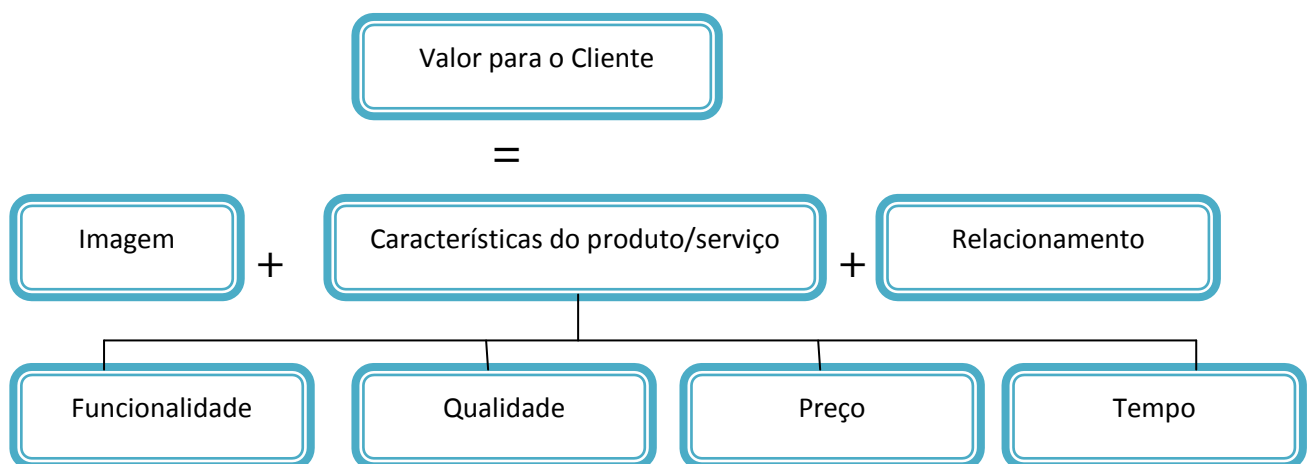 Valor para o Cliente
=
Imagem
+
Características do produto/serviço
+
Relacionamento
Funcionalidade
Qualidade
Preço
Tempo